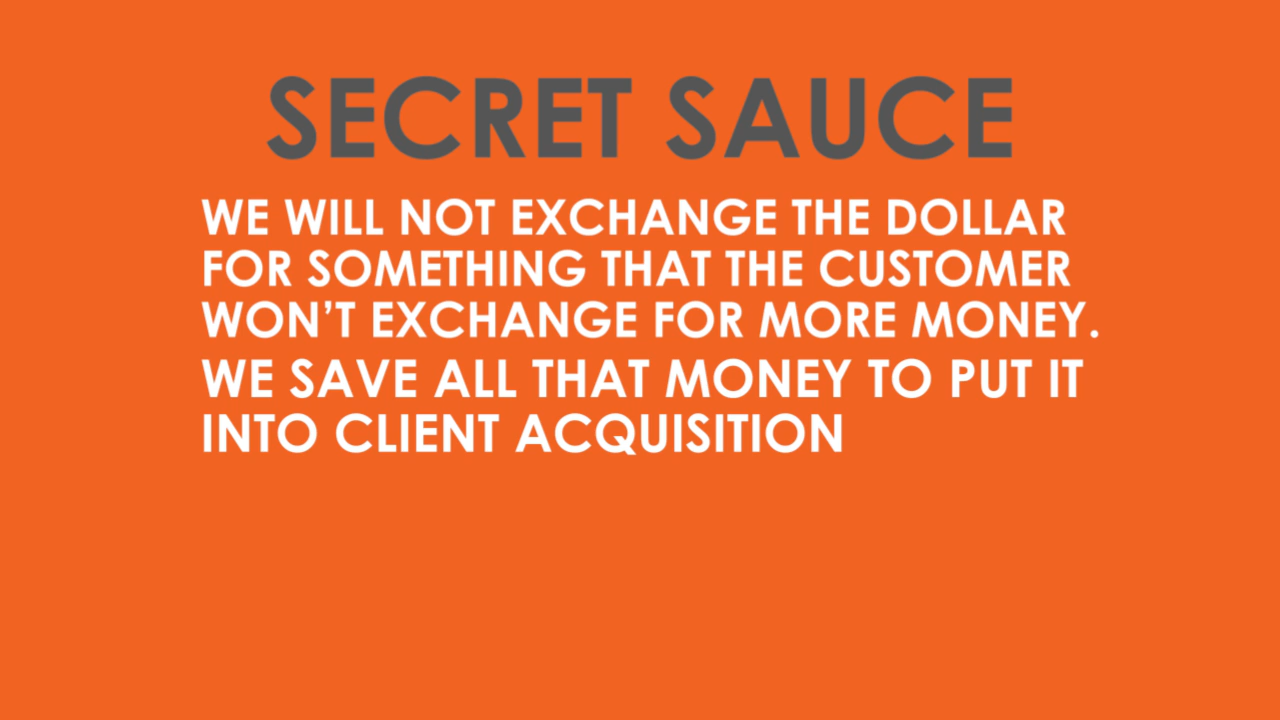 SECRET SAUCE
WE WILL NOT EXCHANGE THE DOLLAR
FOR SOMETHING THAT THE CUSTOMER
WON’T EXCHANGE FOR MORE MONEY.
WE SAVE ALL THAT MONEY TO PUT IT
INTO CLIENT ACQUISITION